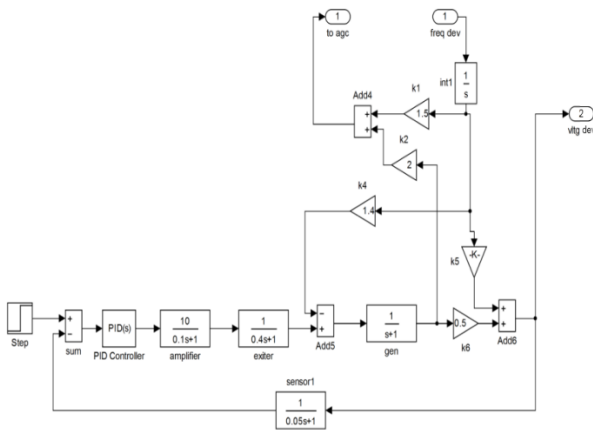 1
to agc
1
freq dev
int1
1
s
k1
1.5
Add4
+
+
k2
2
2
vltg dev
k4
1.4
-K-
k5
Step
+
−
sum
PID(s)
PID Controller
10
0.1s+1
amplifier
1
0.4s+1
exiter
−
+
Add5
1
s+1
gen
0.5
k6
+
+
Add6
sensor1
1
0.05s+1